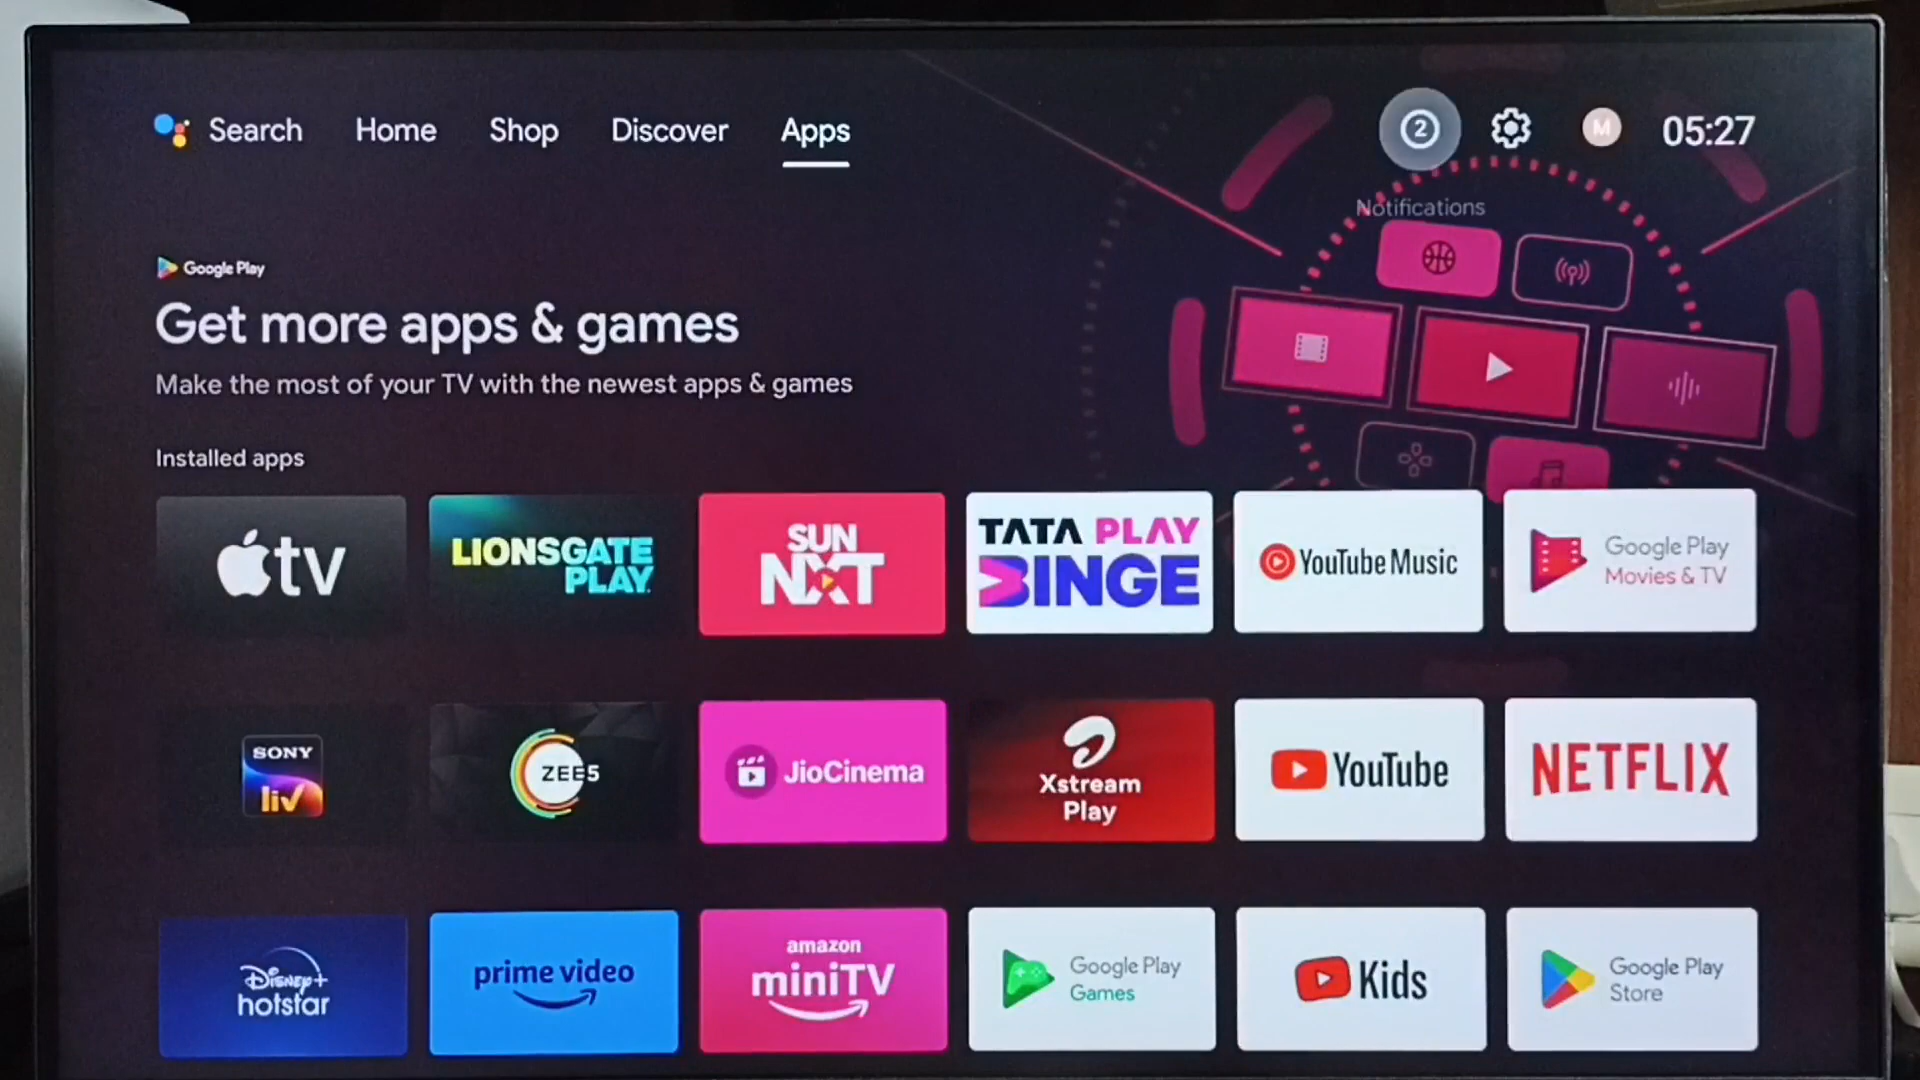 Search Home Shop Discover Apps
2
M
05:27
Notifications
Google Play
Get more apps & games
Make the most of your TV with the newest apps & games
Installed apps
tv
LIONSGATE
PLAY
SUN
NXT
TATA PLAY
BINGE
YouTube Music
Google Play
Movies & TV
SONY
liv
ZEE5
JioCinema
Xstream
Play
YouTube
NETFLIX
Disney+
hotstar
prime video
amazon
miniTV
Google Play
Games
Kids
Google Play
Store